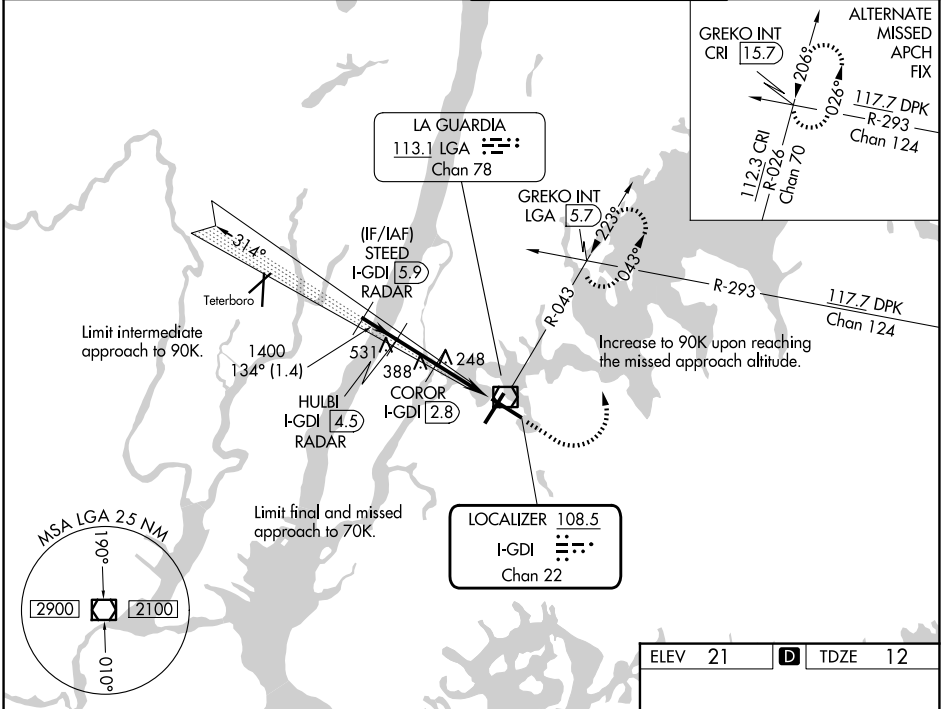 ALTERNATE
MISSED
APCH
FIX
GREKO INT
CRI 15.7
206°
026°
117.7 DPK
R-293
Chan 124
112.3 CRI
R-026
Chan 70
LA GUARDIA
113.1 LGA
Chan 78
GREKO INT
LGA 5.7
223°
043°
R-043
R-293
117.7 DPK
Chan 124
314°
(IF/IAF)
STEED
I-GDI 5.9
RADAR
Teterboro
Limit intermediate
approach to 90K.
1400
134° (1.4)
531
388
248
COROR
I-GDI 2.8
HULBI
I-GDI 4.5
RADAR
Increase to 90K upon reaching
the missed approach altitude.
Limit final and missed
approach to 70K.
LOCALIZER 108.5
I-GDI
Chan 22
MSA LGA 25 NM
190°
2900
2100
010°
ELEV 21 D TDZE 12